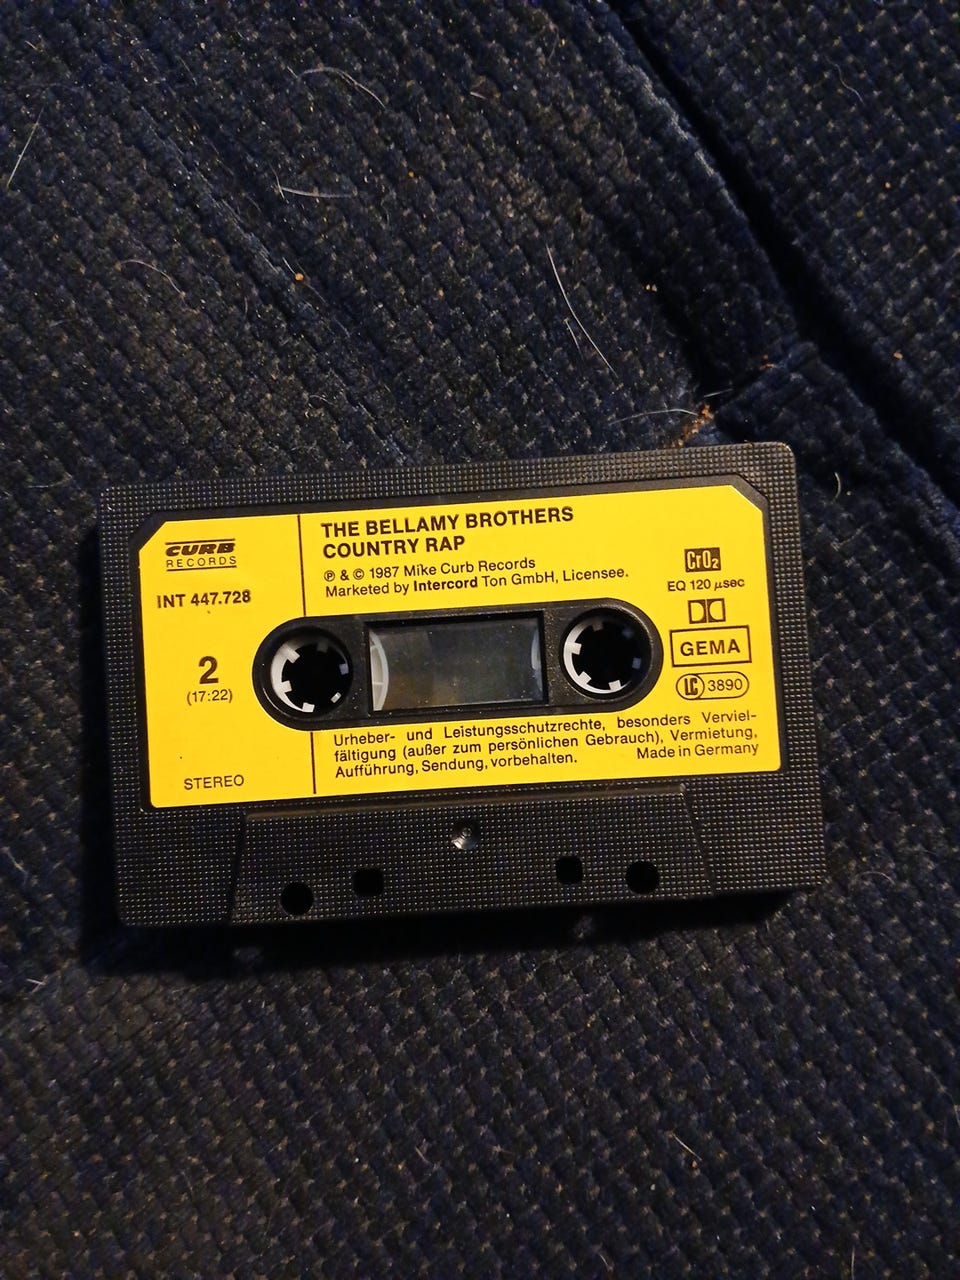 CURB
RECORDS
INT 447.728
2
(17:22)
STEREO
THE BELLAMY BROTHERS
COUNTRY RAP
℗ & © 1987 Mike Curb Records
Marketed by Intercord Ton GmbH, Licensee.
CrO₂
EQ 120 µsec
GEMA
LC 3890
Urheber- und Leistungsschutzrechte, besondersVerviel-
fältigung (außer zum persönlichen Gebrauch), Vermietung,
Aufführung, Sendung, vorbehalten. Made in Germany